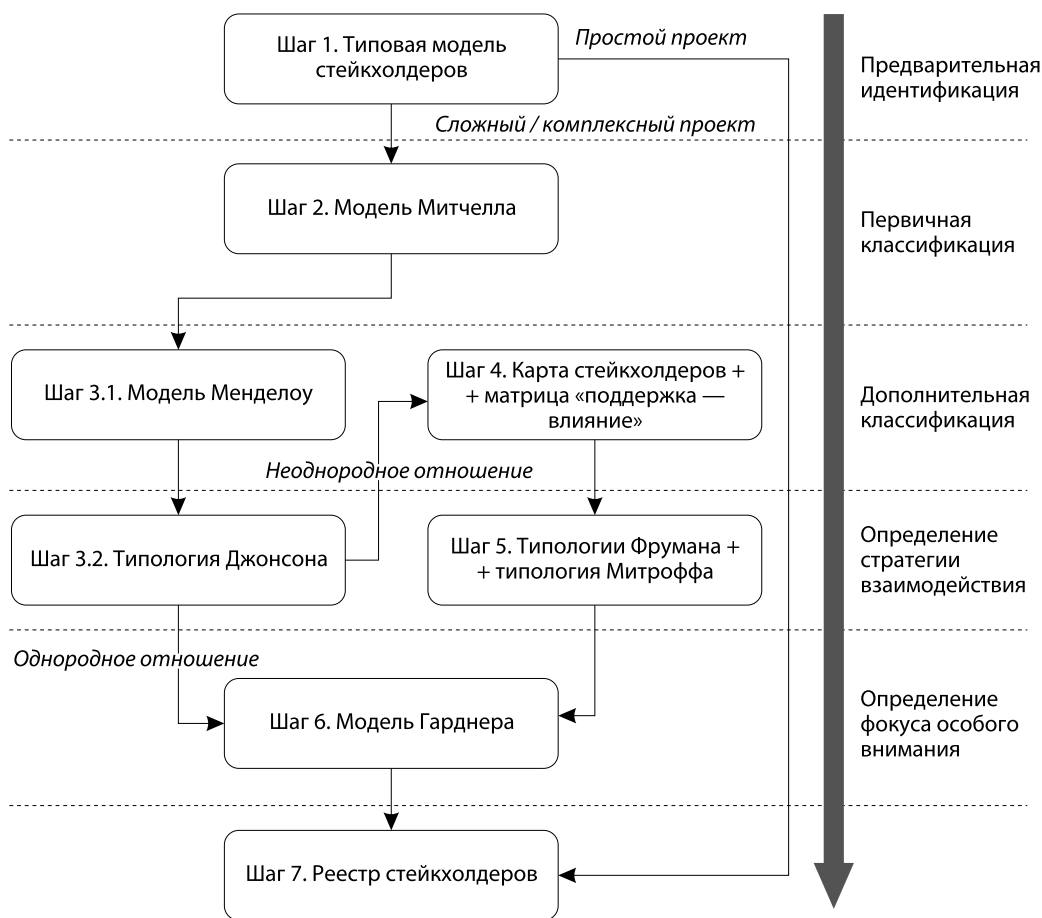 Шаг 1. Типовая модель
стейкхолдеров
Простой проект
Предварительная
идентификация
Сложный / комплексный проект
Шаг 2. Модель Митчелла
Первичная
классификация
Шаг 3.1. Модель Менделоу
Шаг 4. Карта стейкхолдеров +
+ матрица «поддержка —
влияние»
Дополнительная
классификация
Неоднородное отношение
Шаг 3.2. Типология Джонсона
Шаг 5. Типологии Фрумана +
+ типология Митроффа
Определение
стратегии
взаимодействия
Однородное отношение
Шаг 6. Модель Гарднера
Определение
фокуса особого
внимания
Шаг 7. Реестр стейкхолдеров